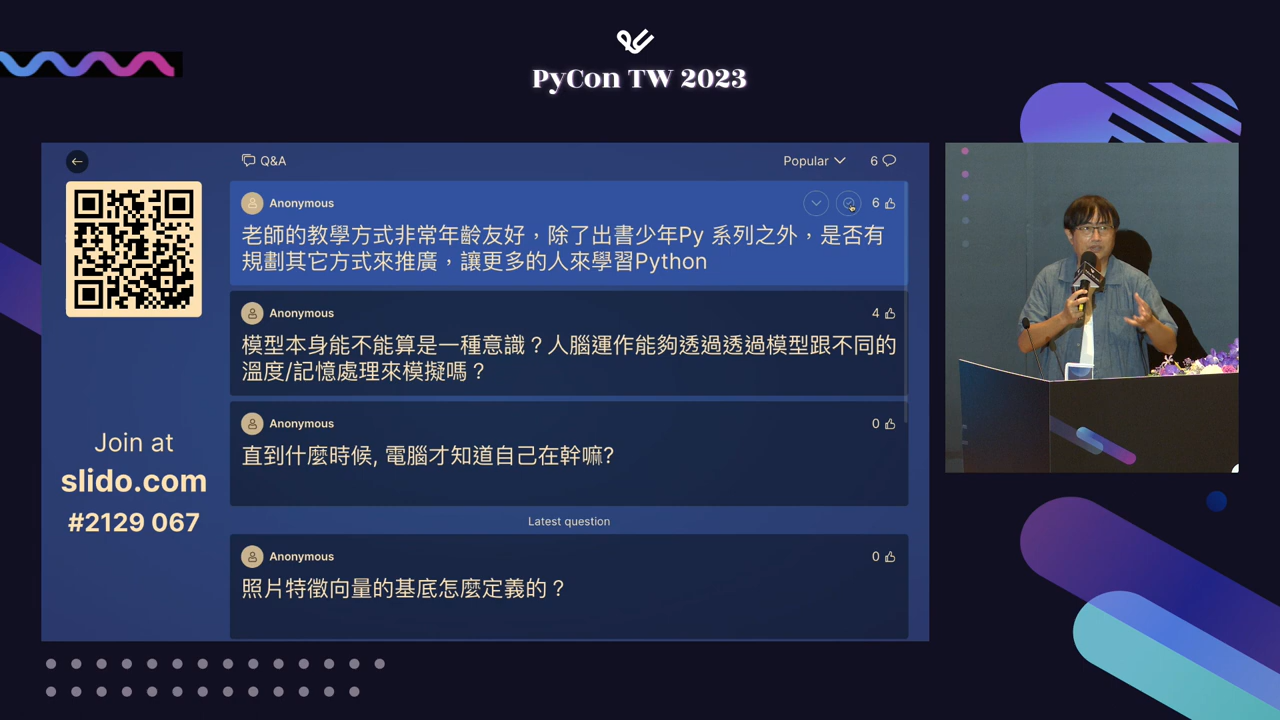 PyCon TW 2023
Q&A
Popular
6
Anonymous
6
老師的教學方式非常年齡友好，除了出書少年Py 系列之外，是否有
規劃其它方式來推廣，讓更多的人來學習Python
Anonymous
4
模型本身能不能算是一種意識？人腦運作能夠透過透過模型跟不同的
溫度/記憶處理來模擬嗎？
Anonymous
0
直到什麼時候, 電腦才知道自己在幹嘛?
Latest question
Anonymous
0
照片特徵向量的基底怎麼定義的？
Join at
slido.com
#2129 067